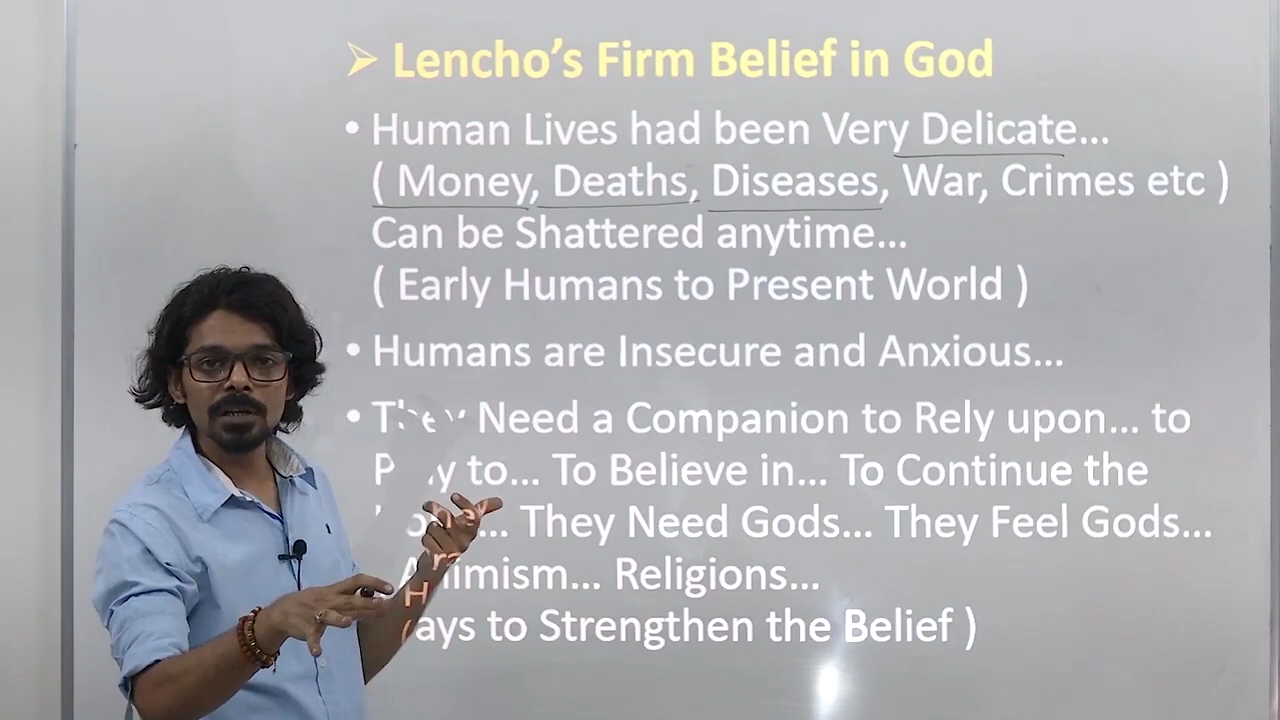 ➢ Lencho's Firm Belief in God
• Human Lives had been Very Delicate...
( Money, Deaths, Diseases, War, Crimes etc )
Can be Shattered anytime...
( Early Humans to Present World )
• Humans are Insecure and Anxious...
• They Need a Companion to Rely upon... to
to... To Believe in... To Continue the
... They Need Gods... They Feel Gods...
Animism... Religions...
to Strengthen the Belief )